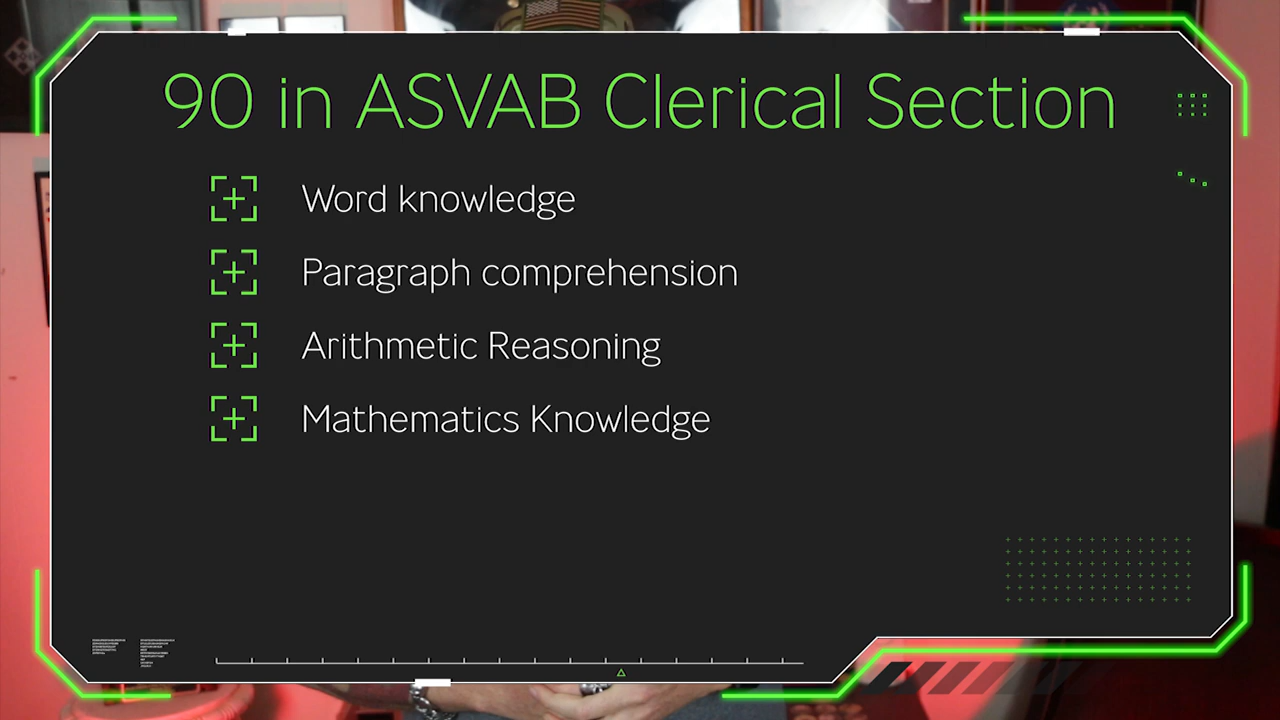 90 in ASVAB Clerical Section
Word knowledge
Paragraph comprehension
Arithmetic Reasoning
Mathematics Knowledge